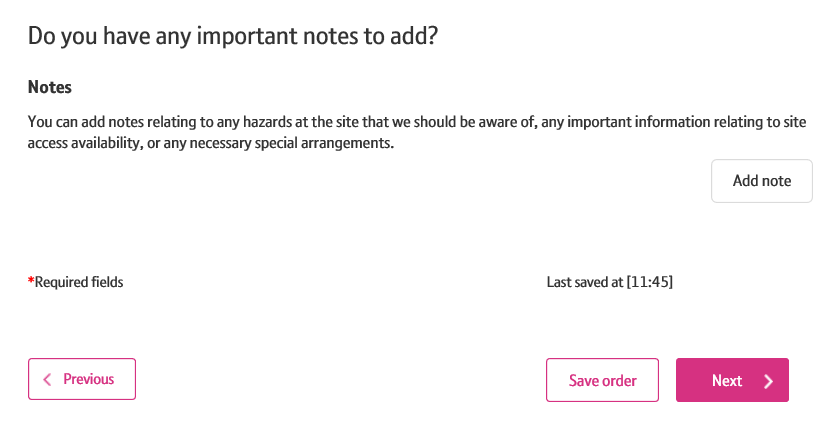 Do you have any important notes to add?
Notes
You can add notes relating to any hazards at the site that we should be aware of, any important information relating to site
access availability, or any necessary special arrangements.
Add note
*Required fields
Last saved at [11:45]
Previous
Save order
Next